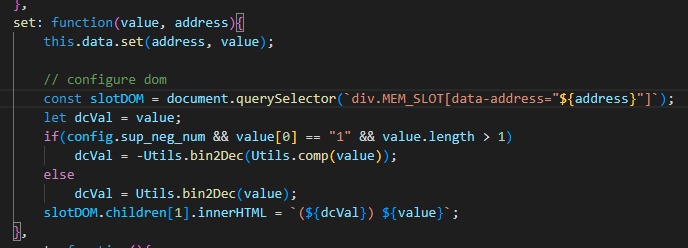 },
set: function(value, address){
this.data.set(address, value);
// configure dom
const slotDOM = document.querySelector(`div.MEM_SLOT[data-address="${address}"]`);
let dcVal = value;
if(config.sup_neg_num && value[0] == "1" && value.length > 1)
dcVal = -Utils.bin2Dec(Utils.comp(value));
else
dcVal = Utils.bin2Dec(value);
slotDOM.children[1].innerHTML = `(${dcVal}) ${value}`;
},